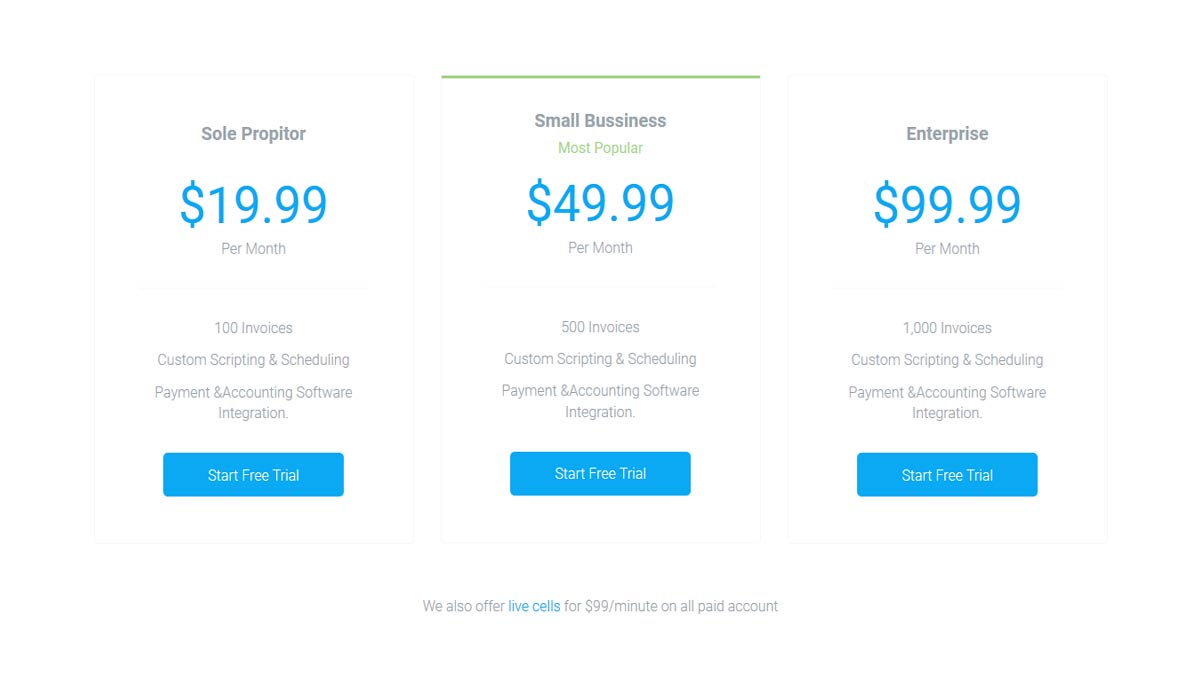 Sole Propitor
$19.99
Per Month
100 Invoices
Custom Scripting & Scheduling
Payment &Accounting Software
Integration.
Start Free Trial
Small Bussiness
Most Popular
$49.99
Per Month
500 Invoices
Custom Scripting & Scheduling
Payment &Accounting Software
Integration.
Start Free Trial
Enterprise
$99.99
Per Month
1,000 Invoices
Custom Scripting & Scheduling
Payment &Accounting Software
Integration.
Start Free Trial
We also offer live cells for $99/minute on all paid account